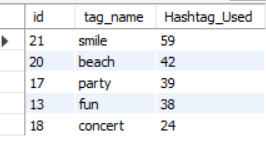 id tag_name Hashtag_Used
21 smile 59
20 beach 42
17 party 39
13 fun 38
18 concert 24